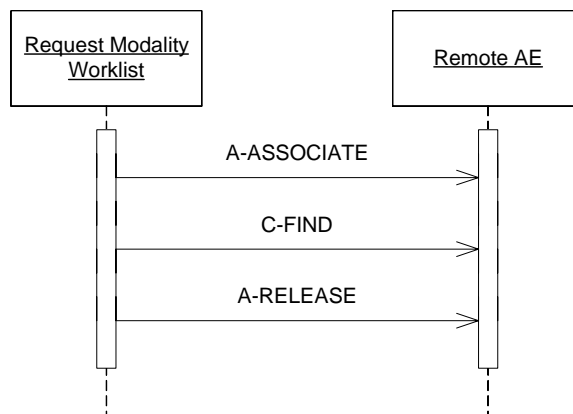 Request Modality
Worklist
Remote AE
A-ASSOCIATE
C-FIND
A-RELEASE